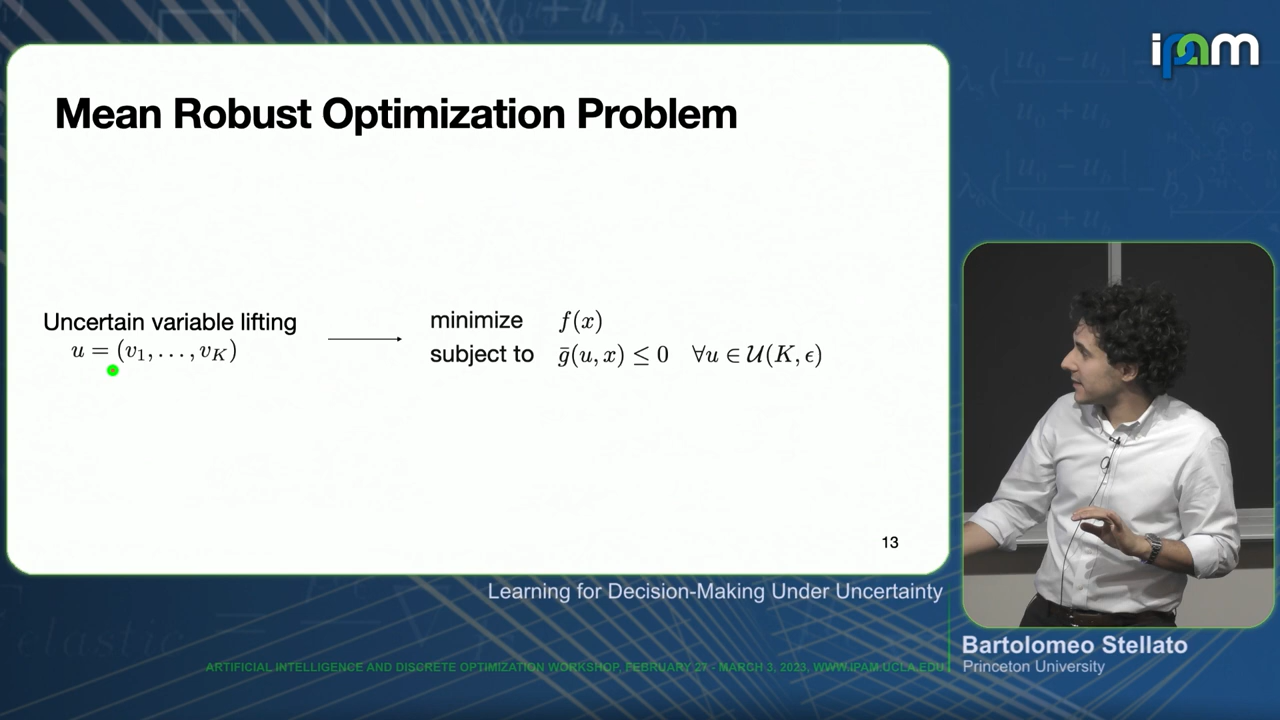 ipam
Mean Robust Optimization Problem
Uncertain variable lifting
u = (v₁, . . . , v_K)
minimize f(x)
subject to ḡ(u, x) ≤ 0 ∀u ∈ 𝒰(K, ϵ)
13
Learning for Decision-Making Under Uncertainty
Bartolomeo Stellato
Princeton University
ARTIFICIAL INTELLIGENCE AND DISCRETE OPTIMIZATION WORKSHOP, FEBRUARY 27 - MARCH 3, 2023, WWW.IPAM.UCLA.EDU
elastic